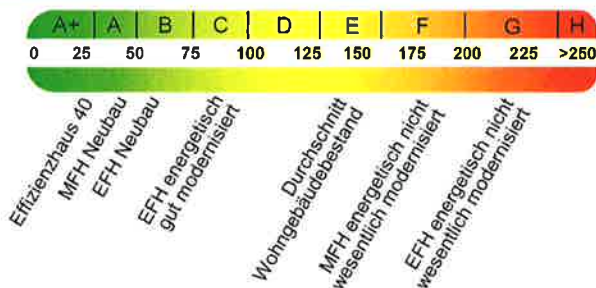 A+ A B C D E F G H
0 25 50 75 100 125 150 175 200 225 >250
Effizienzhaus 40
MFH Neubau
EFH Neubau
EFH energetisch
gut modernisiert
Durchschnitt
Wohngebäudebestand
MFH energetisch nicht
wesentlich modernisiert
EFH energetisch nicht
wesentlich modernisiert